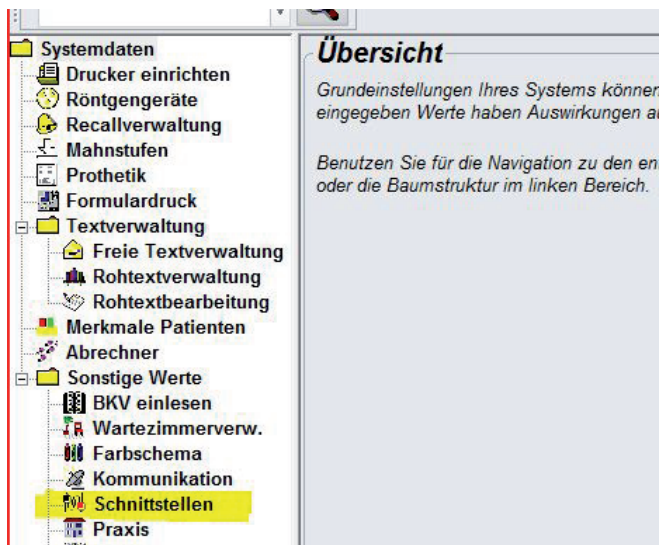 Systemdaten
Drucker einrichten
Röntgengeräte
Recallverwaltung
Mahnstufen
Prothetik
Formulardruck
Textverwaltung
Freie Textverwaltung
Rohtextverwaltung
Rohtextbearbeitung
Merkmale Patienten
Abrechner
Sonstige Werte
BKV einlesen
Wartezimmerverw.
Farbschema
Kommunikation
Schnittstellen
Praxis
Übersicht
Grundeinstellungen Ihres Systems können
eingegeben Werte haben Auswirkungen a
Benutzen Sie für die Navigation zu den en
oder die Baumstruktur im linken Bereich.